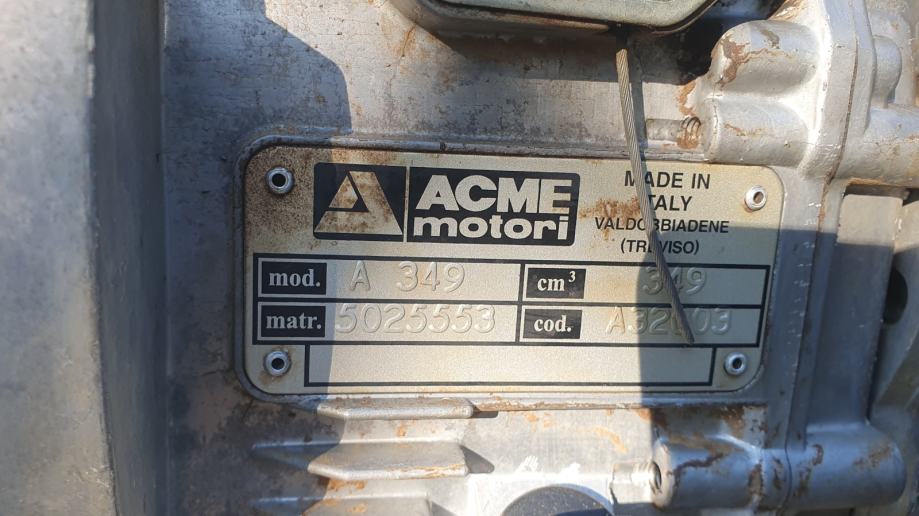 ACME
motori
MADE IN
ITALY
VALDOBBIADENE
(TREVISO)
mod. A 349 cm³ 349
matr. 5025553 cod.